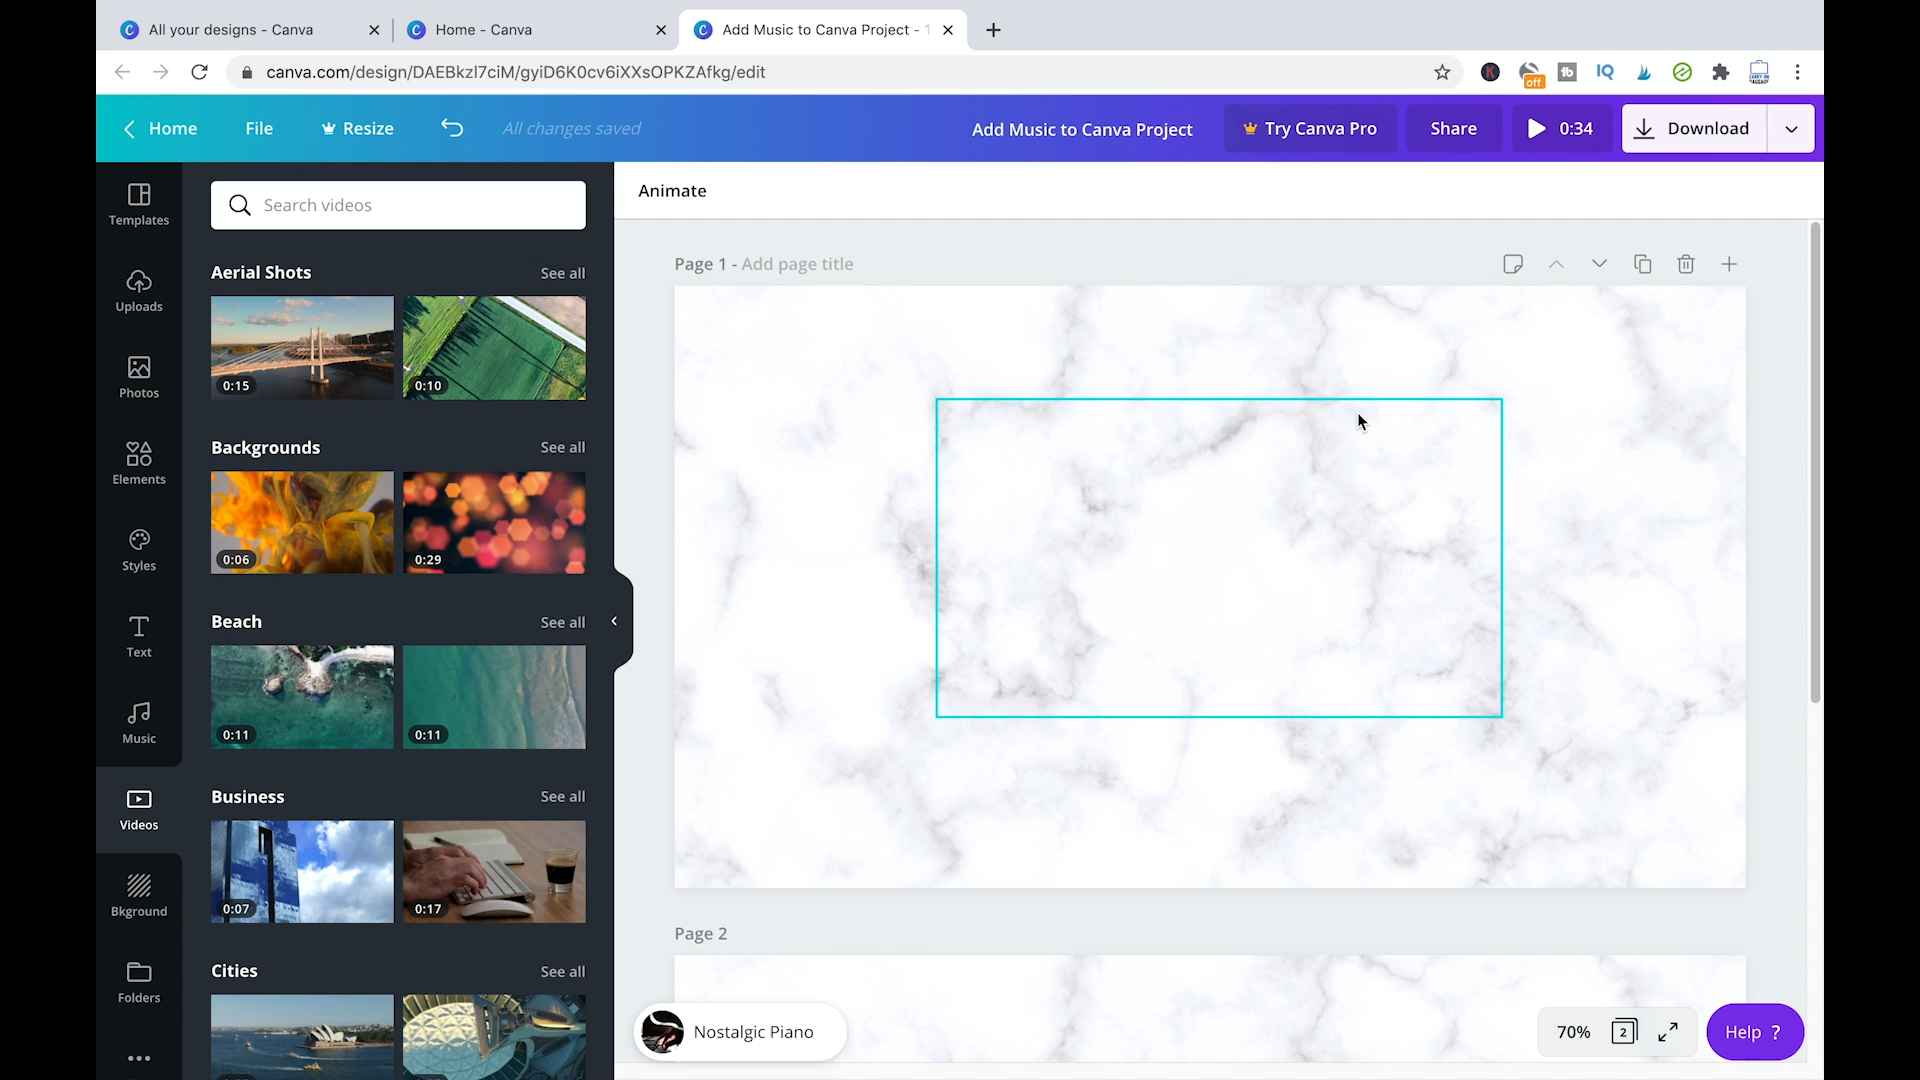 All your designs - Canva
Home - Canva
Add Music to Canva Project -
canva.com/design/DAEBkzl7ciM/gyiD6K0cv6iXXsOPKZAfkg/edit
K
off
tb
IQ
Home
File
Resize
All changes saved
Add Music to Canva Project
Try Canva Pro
Share
0:34
Download
Templates
Uploads
Photos
Elements
Styles
Text
Music
Videos
Bkground
Folders
Search videos
Aerial Shots
See all
0:15
0:10
Backgrounds
See all
0:06
0:29
Beach
See all
0:11
0:11
Business
See all
0:07
0:17
Cities
See all
Animate
Page 1 - Add page title
Page 2
Nostalgic Piano
70%
2
Help ?